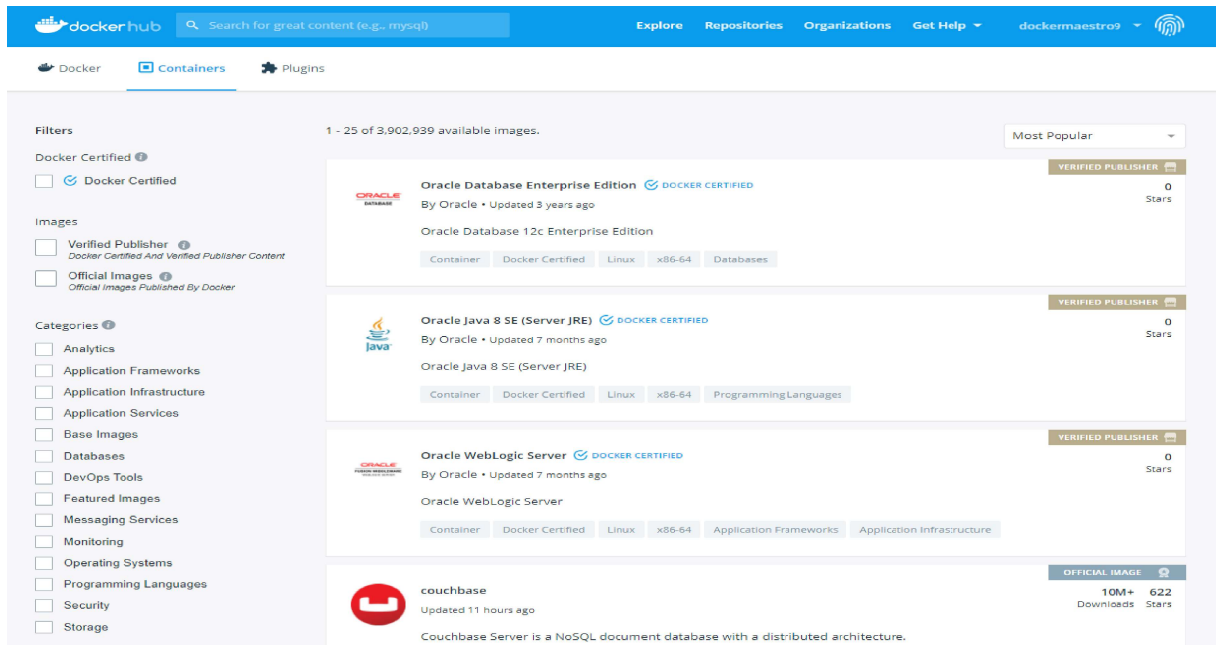 dockerhub
Search for great content (e.g., mysql)
Explore
Repositories
Organizations
Get Help
dockermaestro9
Docker
Containers
Plugins
Filters
Docker Certified
Docker Certified
Images
Verified Publisher
Docker Certified And Verified Publisher Content
Official Images
Official Images Published By Docker
Categories
Analytics
Application Frameworks
Application Infrastructure
Application Services
Base Images
Databases
DevOps Tools
Featured Images
Messaging Services
Monitoring
Operating Systems
Programming Languages
Security
Storage
1 - 25 of 3,902,939 available images.
Most Popular
VERIFIED PUBLISHER
ORACLE
DATABASE
Oracle Database Enterprise Edition DOCKER CERTIFIED
0
Stars
By Oracle • Updated 3 years ago
Oracle Database 12c Enterprise Edition
Container Docker Certified Linux x86-64 Databases
VERIFIED PUBLISHER
Java
Oracle Java 8 SE (Server JRE) DOCKER CERTIFIED
0
Stars
By Oracle • Updated 7 months ago
Oracle Java 8 SE (Server JRE)
Container Docker Certified Linux x86-64 ProgrammingLanguages
VERIFIED PUBLISHER
ORACLE
Oracle WebLogic Server DOCKER CERTIFIED
0
Stars
By Oracle • Updated 7 months ago
Oracle WebLogic Server
Container Docker Certified Linux x86-64 Application Frameworks Application Infrastructure
OFFICIAL IMAGE
couchbase
10M+ 622
Downloads Stars
Updated 11 hours ago
Couchbase Server is a NoSQL document database with a distributed architecture.